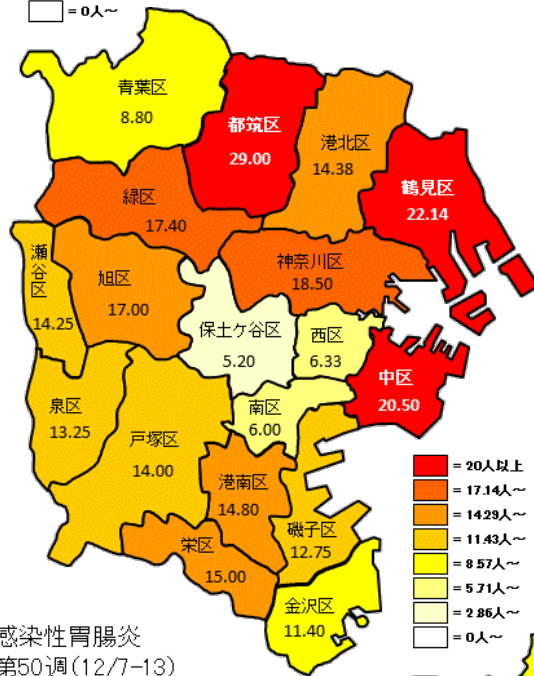 = 0人～
青葉区
8.80
都筑区
29.00
港北区
14.38
鶴見区
22.14
緑区
17.40
神奈川区
18.50
瀬谷区
14.25
旭区
17.00
保土ケ谷区
5.20
西区
6.33
中区
20.50
泉区
13.25
戸塚区
14.00
南区
6.00
港南区
14.80
磯子区
12.75
栄区
15.00
金沢区
11.40
= 20人以上
= 17.14人～
= 14.29人～
= 11.43人～
= 8.57人～
= 5.71人～
= 2.86人～
= 0人～
感染性胃腸炎
第50週(12/7-13)